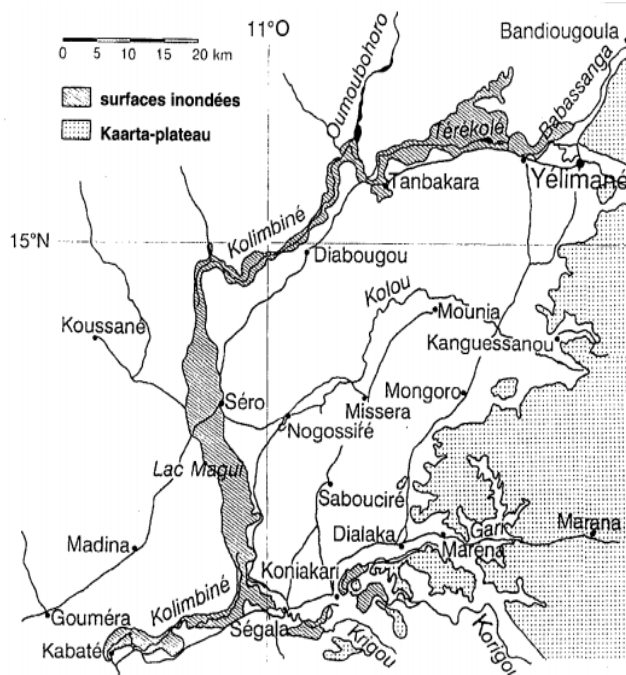 11°O
Bandiougoula
0 5 10 15 20 km
Oumoubohoro
surfaces inondées
Babassanga
Kaarta-plateau
Térékolé
Yélimané
Tanbakara
Kolimbiné
15°N
Diabougou
Kolou
Koussané
Mounia
Kanguessanou
Séro
Mongoro
Missera
Nogossiré
Lac Magui
Sabouciré
Madina
Dialaka
Gari
Marena
Marana
Kolimbiné
Koniakari
Gouméra
Ségala
Kabaté
Krigou
Korigou